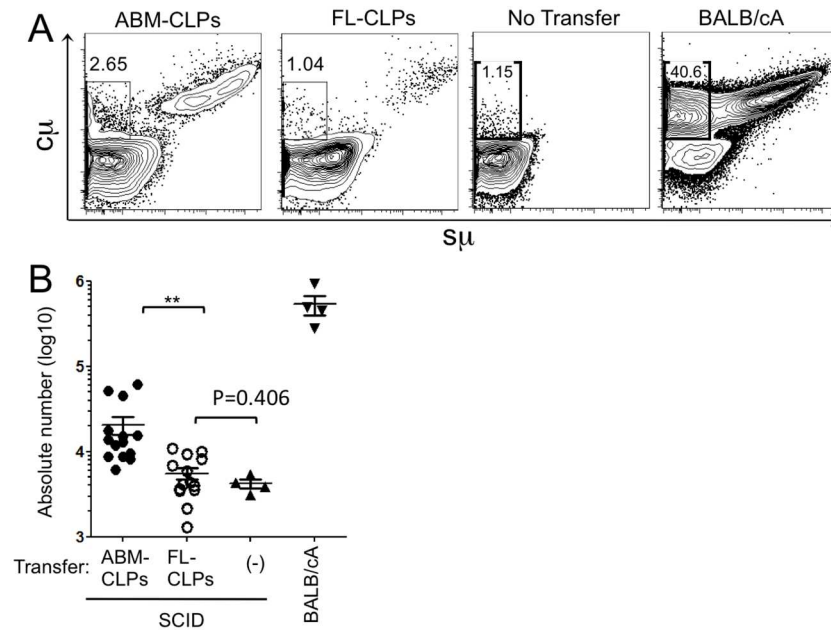 A
ABM-CLPs
FL-CLPs
No Transfer
BALB/cA
2.65
1.04
1.15
40.6
cμ
sμ
B
**
P=0.406
Absolute number (log10)
6
5
4
3
Transfer:
ABM-
CLPs
FL-
CLPs
(-)
BALB/cA
SCID